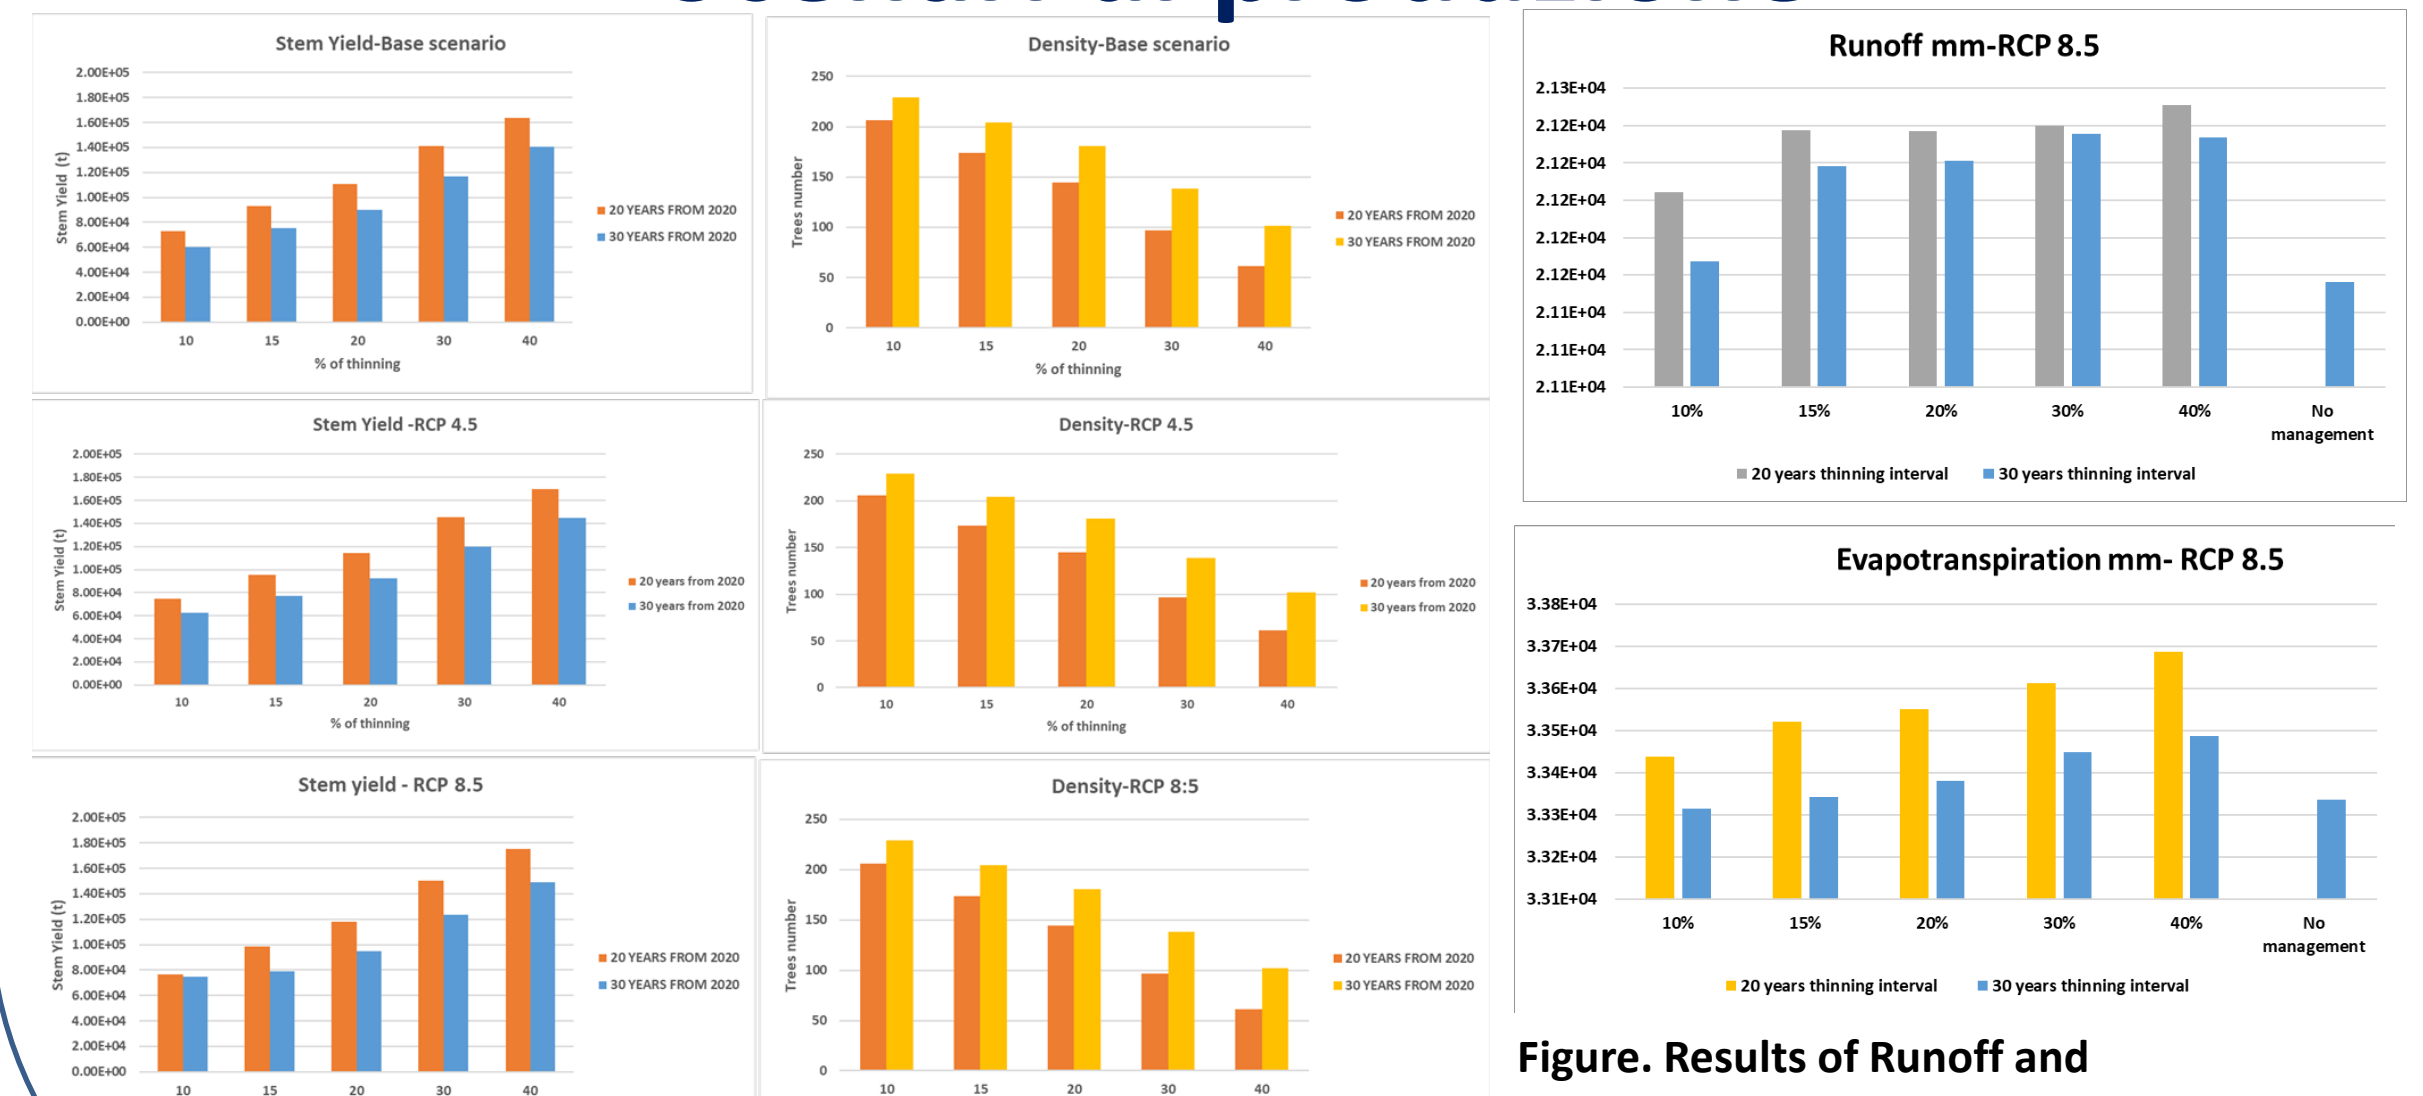 Stem Yield-Base scenario
2.00E+05
1.80E+05
1.60E+05
1.40E+05
1.20E+05
1.00E+05
8.00E+04
6.00E+04
4.00E+04
2.00E+04
0.00E+00
Stem Yield (t)
10 15 20 30 40
% of thinning
20 YEARS FROM 2020
30 YEARS FROM 2020
Density-Base scenario
250
200
150
100
50
0
Trees number
10 15 20 30 40
% of thinning
20 YEARS FROM 2020
30 YEARS FROM 2020
Stem Yield -RCP 4.5
2.00E+05
1.80E+05
1.60E+05
1.40E+05
1.20E+05
1.00E+05
8.00E+04
6.00E+04
4.00E+04
2.00E+04
0.00E+00
Stem Yield (t)
10 15 20 30 40
% of thinning
20 years from 2020
30 years from 2020
Density-RCP 4.5
250
200
150
100
50
0
Trees number
10 15 20 30 40
% of thinning
20 years from 2020
30 years from 2020
Stem yield - RCP 8.5
2.00E+05
1.80E+05
1.60E+05
1.40E+05
1.20E+05
1.00E+05
8.00E+04
6.00E+04
4.00E+04
2.00E+04
0.00E+00
Stem Yield (t)
10 15 20 30 40
20 YEARS FROM 2020
30 YEARS FROM 2020
Density-RCP 8:5
250
200
150
100
50
0
Trees number
10 15 20 30 40
20 YEARS FROM 2020
30 YEARS FROM 2020
Runoff mm-RCP 8.5
2.13E+04
2.12E+04
2.12E+04
2.12E+04
2.12E+04
2.12E+04
2.11E+04
2.11E+04
2.11E+04
10% 15% 20% 30% 40% No
management
20 years thinning interval 30 years thinning interval
Evapotranspiration mm- RCP 8.5
3.38E+04
3.37E+04
3.36E+04
3.35E+04
3.34E+04
3.33E+04
3.32E+04
3.31E+04
10% 15% 20% 30% 40% No
management
20 years thinning interval 30 years thinning interval
Figure. Results of Runoff and